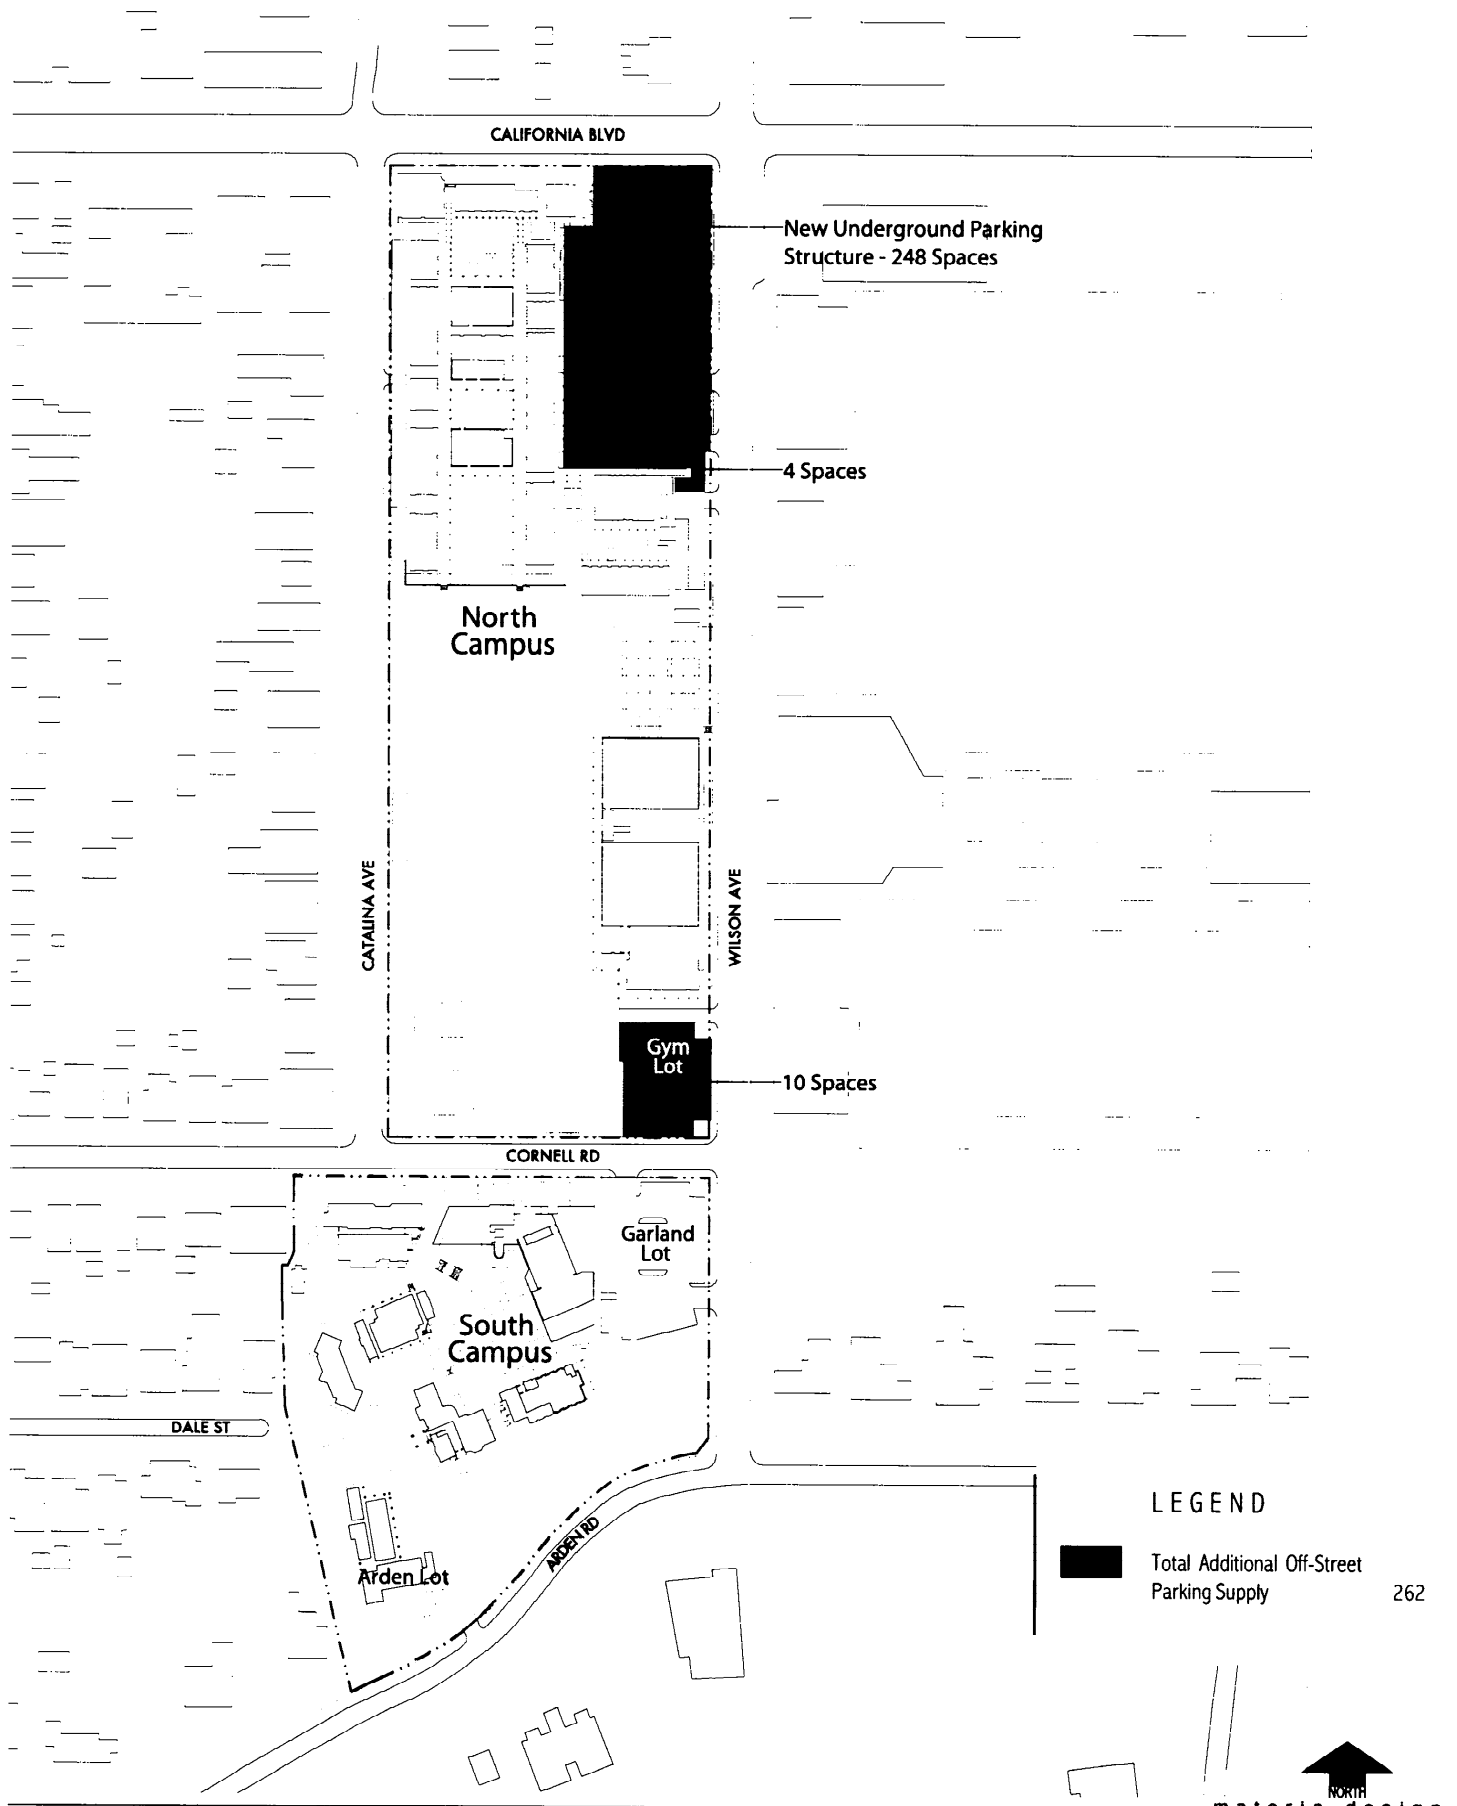 CALIFORNIA BLVD
New Underground Parking
Structure - 248 Spaces
4 Spaces
North
Campus
CATALINA AVE
WILSON AVE
Gym
Lot
10 Spaces
CORNELL RD
Garland
Lot
South
Campus
DALE ST
ARDEN RD
Arden Lot
LEGEND
Total Additional Off-Street
Parking Supply 262
NORTH